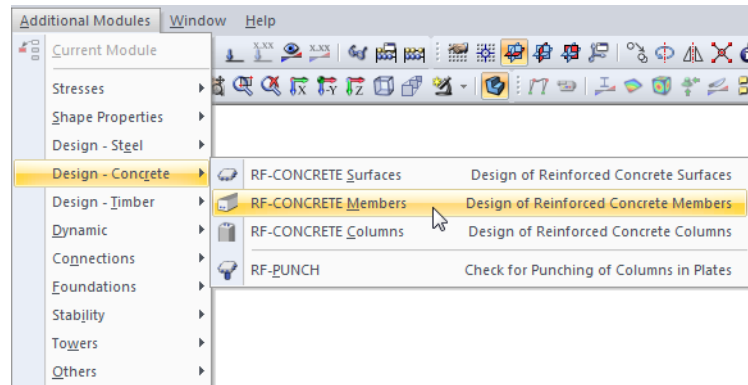 Additional Modules Window Help
Current Module
x.xx x.xx
Stresses
X -Y Z
Shape Properties
Design - Steel
Design - Concrete
RF-CONCRETE Surfaces Design of Reinforced Concrete Surfaces
Design - Timber
RF-CONCRETE Members Design of Reinforced Concrete Members
Dynamic
RF-CONCRETE Columns Design of Reinforced Concrete Columns
Connections
RF-PUNCH Check for Punching of Columns in Plates
Foundations
Stability
Towers
Others